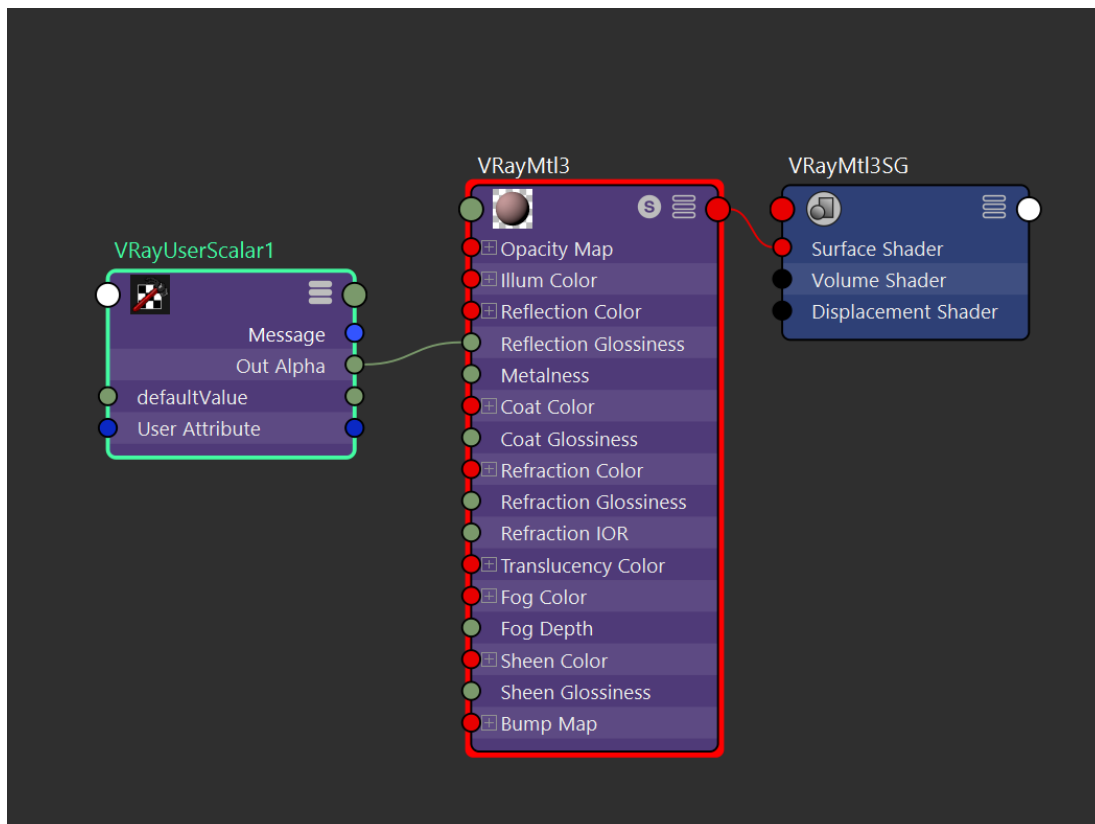 VRayUserScalar1
Message
Out Alpha
defaultValue
User Attribute
VRayMtl3
S
Opacity Map
Illum Color
Reflection Color
Reflection Glossiness
Metalness
Coat Color
Coat Glossiness
Refraction Color
Refraction Glossiness
Refraction IOR
Translucency Color
Fog Color
Fog Depth
Sheen Color
Sheen Glossiness
Bump Map
VRayMtl3SG
Surface Shader
Volume Shader
Displacement Shader